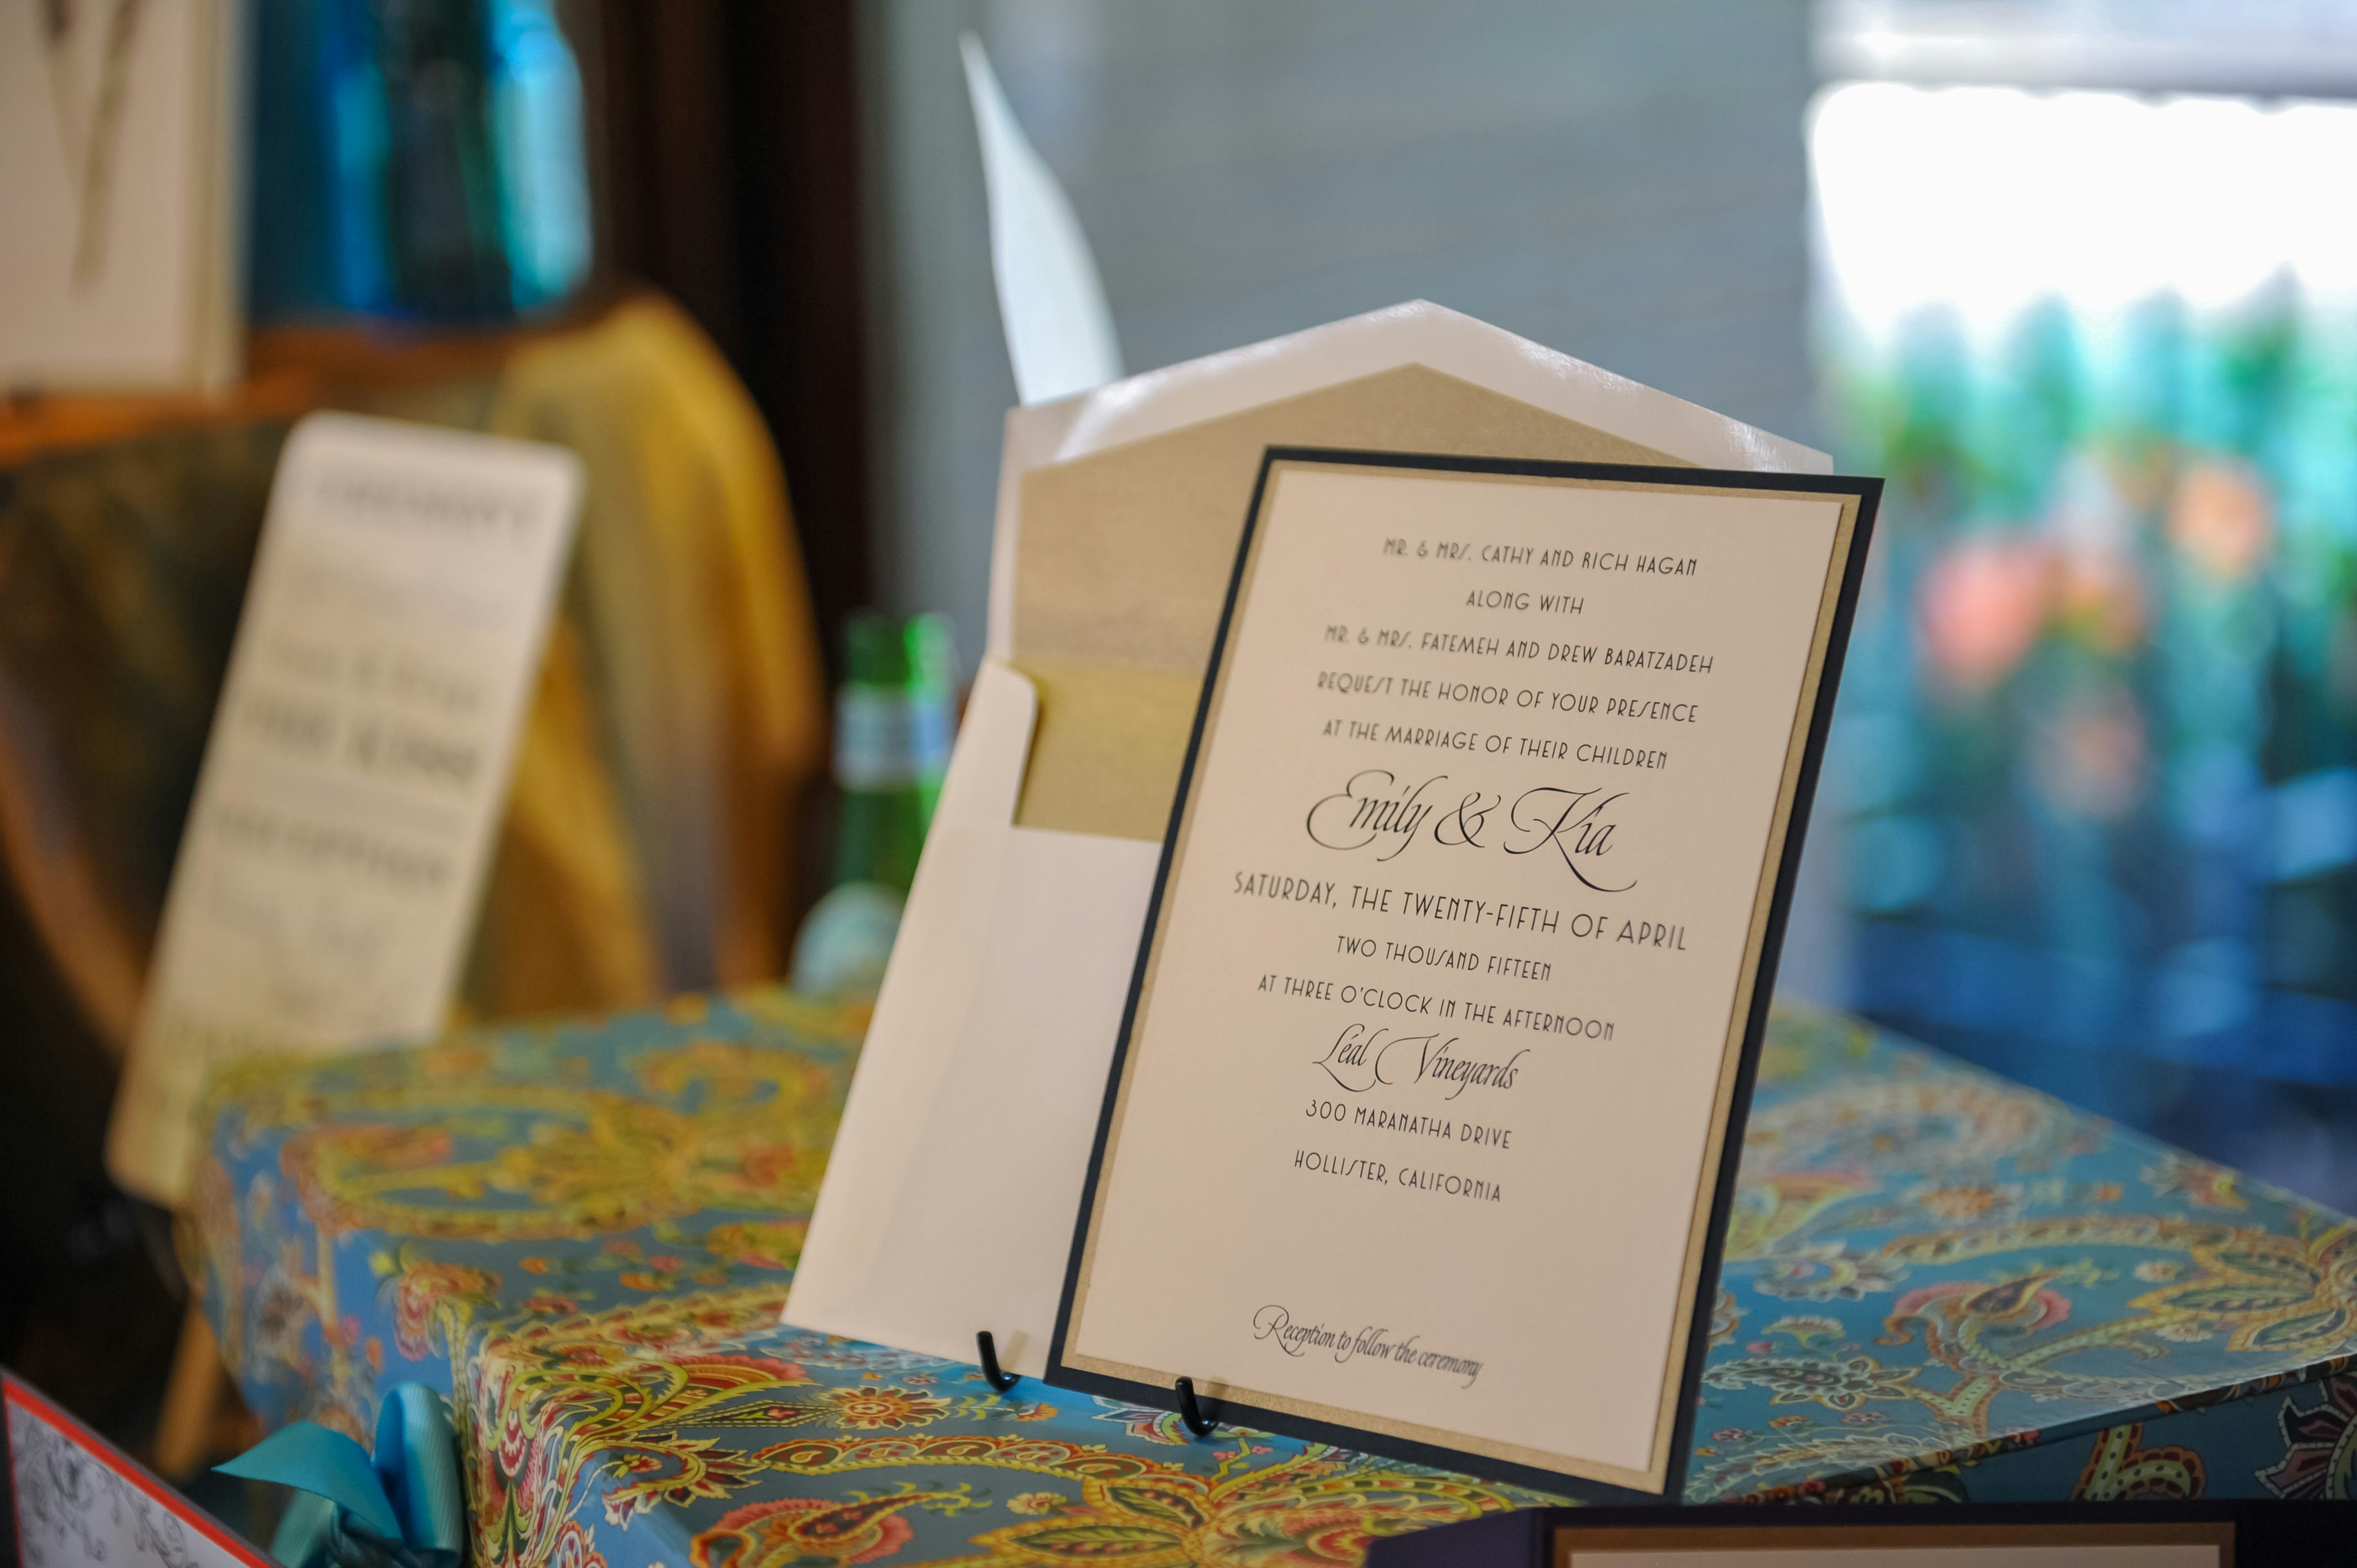 MR. & MRS. CATHY AND RICH HAGAN
ALONG WITH
MR. & MRS. FATEMEH AND DREW BARATZADEH
REQUEST THE HONOR OF YOUR PRESENCE
AT THE MARRIAGE OF THEIR CHILDREN
Emily & Kia
SATURDAY, THE TWENTY-FIFTH OF APRIL
TWO THOUSAND FIFTEEN
AT THREE O'CLOCK IN THE AFTERNOON
Léal Vineyards
300 MARANATHA DRIVE
HOLLISTER, CALIFORNIA
Reception to follow the ceremony